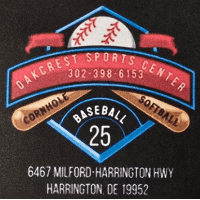 OAKCREST SPORTS CENTER
302-398-6153
CORNHOLE
SOFTBALL
BASEBALL
25
6467 MILFORD-HARRINGTON HWY
HARRINGTON, DE 19952